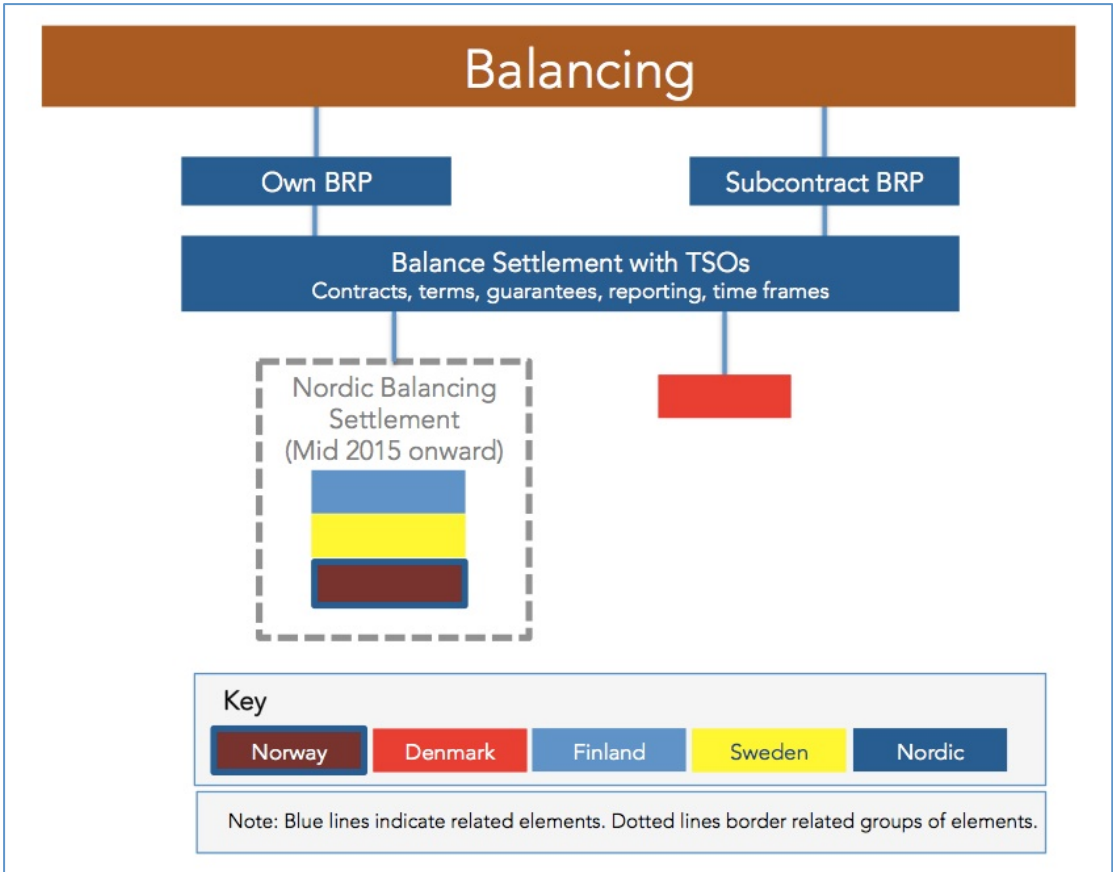 Balancing
Own BRP
Subcontract BRP
Balance Settlement with TSOs
Contracts, terms, guarantees, reporting, time frames
Nordic Balancing
Settlement
(Mid 2015 onward)
Key
Norway
Denmark
Finland
Sweden
Nordic
Note: Blue lines indicate related elements. Dotted lines border related groups of elements.